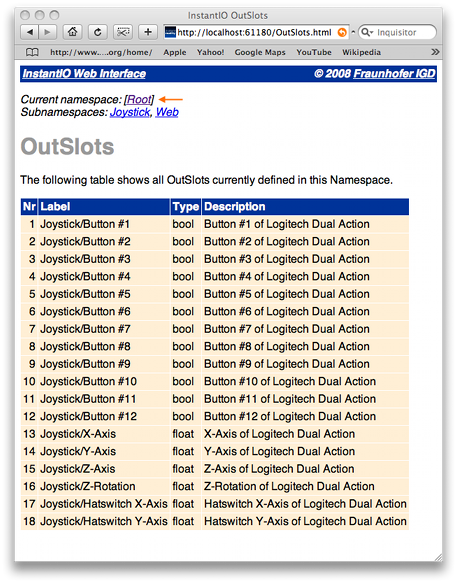 InstantIO OutSlots
http://localhost:61180/OutSlots.html
Inquisitor
http://www.....org/home/ Apple Yahoo! Google Maps YouTube Wikipedia »
InstantIO Web Interface © 2008 Fraunhofer IGD
Current namespace: [Root]
Subnamespaces: Joystick, Web
OutSlots
The following table shows all OutSlots currently defined in this Namespace.
Nr Label Type Description
1 Joystick/Button #1 bool Button #1 of Logitech Dual Action
2 Joystick/Button #2 bool Button #2 of Logitech Dual Action
3 Joystick/Button #3 bool Button #3 of Logitech Dual Action
4 Joystick/Button #4 bool Button #4 of Logitech Dual Action
5 Joystick/Button #5 bool Button #5 of Logitech Dual Action
6 Joystick/Button #6 bool Button #6 of Logitech Dual Action
7 Joystick/Button #7 bool Button #7 of Logitech Dual Action
8 Joystick/Button #8 bool Button #8 of Logitech Dual Action
9 Joystick/Button #9 bool Button #9 of Logitech Dual Action
10 Joystick/Button #10 bool Button #10 of Logitech Dual Action
11 Joystick/Button #11 bool Button #11 of Logitech Dual Action
12 Joystick/Button #12 bool Button #12 of Logitech Dual Action
13 Joystick/X-Axis float X-Axis of Logitech Dual Action
14 Joystick/Y-Axis float Y-Axis of Logitech Dual Action
15 Joystick/Z-Axis float Z-Axis of Logitech Dual Action
16 Joystick/Z-Rotation float Z-Rotation of Logitech Dual Action
17 Joystick/Hatswitch X-Axis float Hatswitch X-Axis of Logitech Dual Action
18 Joystick/Hatswitch Y-Axis float Hatswitch Y-Axis of Logitech Dual Action